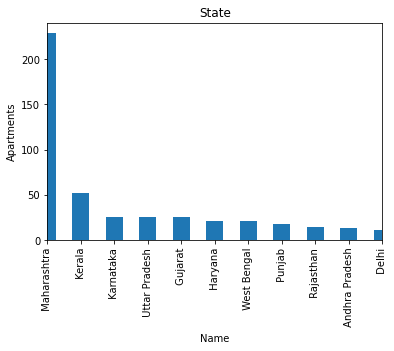 State
Apartments
200
150
100
50
0
Maharashtra
Kerala
Karnataka
Uttar Pradesh
Gujarat
Haryana
West Bengal
Punjab
Rajasthan
Andhra Pradesh
Delhi
Name